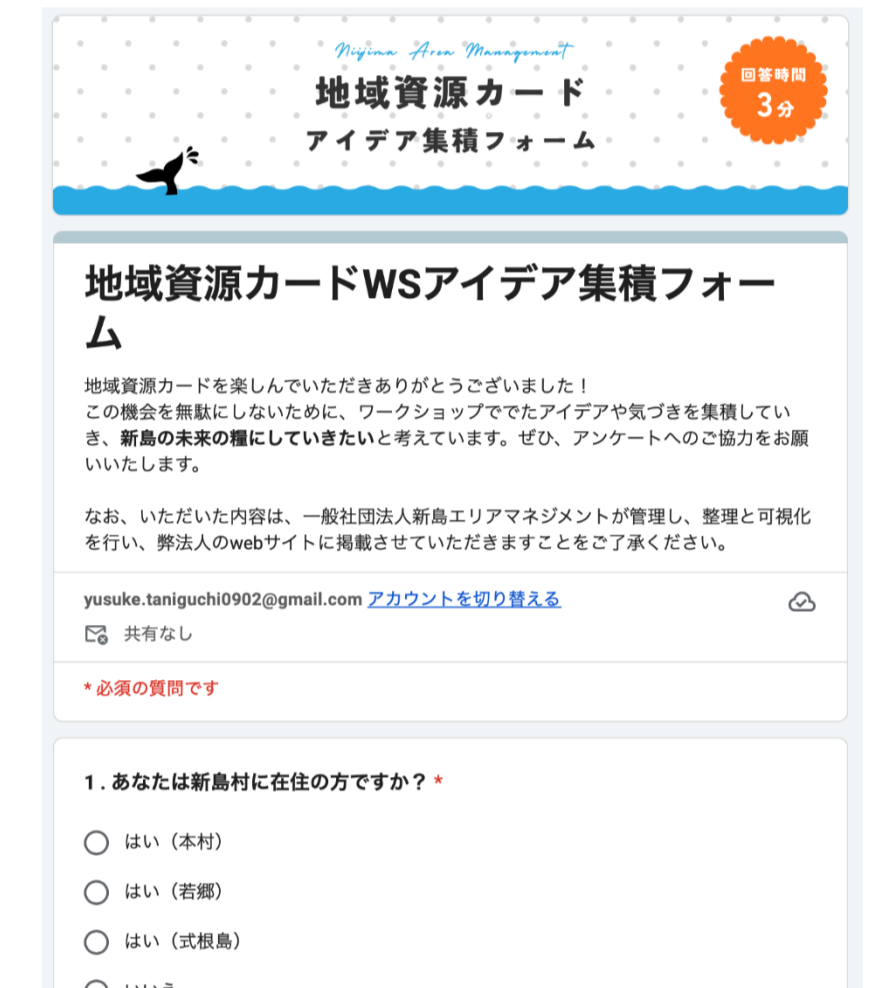 Niijima Area Management
地域資源カード
アイデア集積フォーム
回答時間
3分
地域資源カードWSアイデア集積フォー
ム
地域資源カードを楽しんでいただきありがとうございました！
この機会を無駄にしないために、ワークショップででたアイデアや気づきを集積してい
き、新島の未来の糧にしていきたいと考えています。ぜひ、アンケートへのご協力をお願
いいたします。
なお、いただいた内容は、一般社団法人新島エリアマネジメントが管理し、整理と可視化
を行い、弊法人のwebサイトに掲載させていただきますことをご了承ください。
yusuke.taniguchi0902@gmail.com アカウントを切り替える
共有なし
* 必須の質問です
1 . あなたは新島村に在住の方ですか？ *
はい（本村）
はい（若郷）
はい（式根島）
いいえ